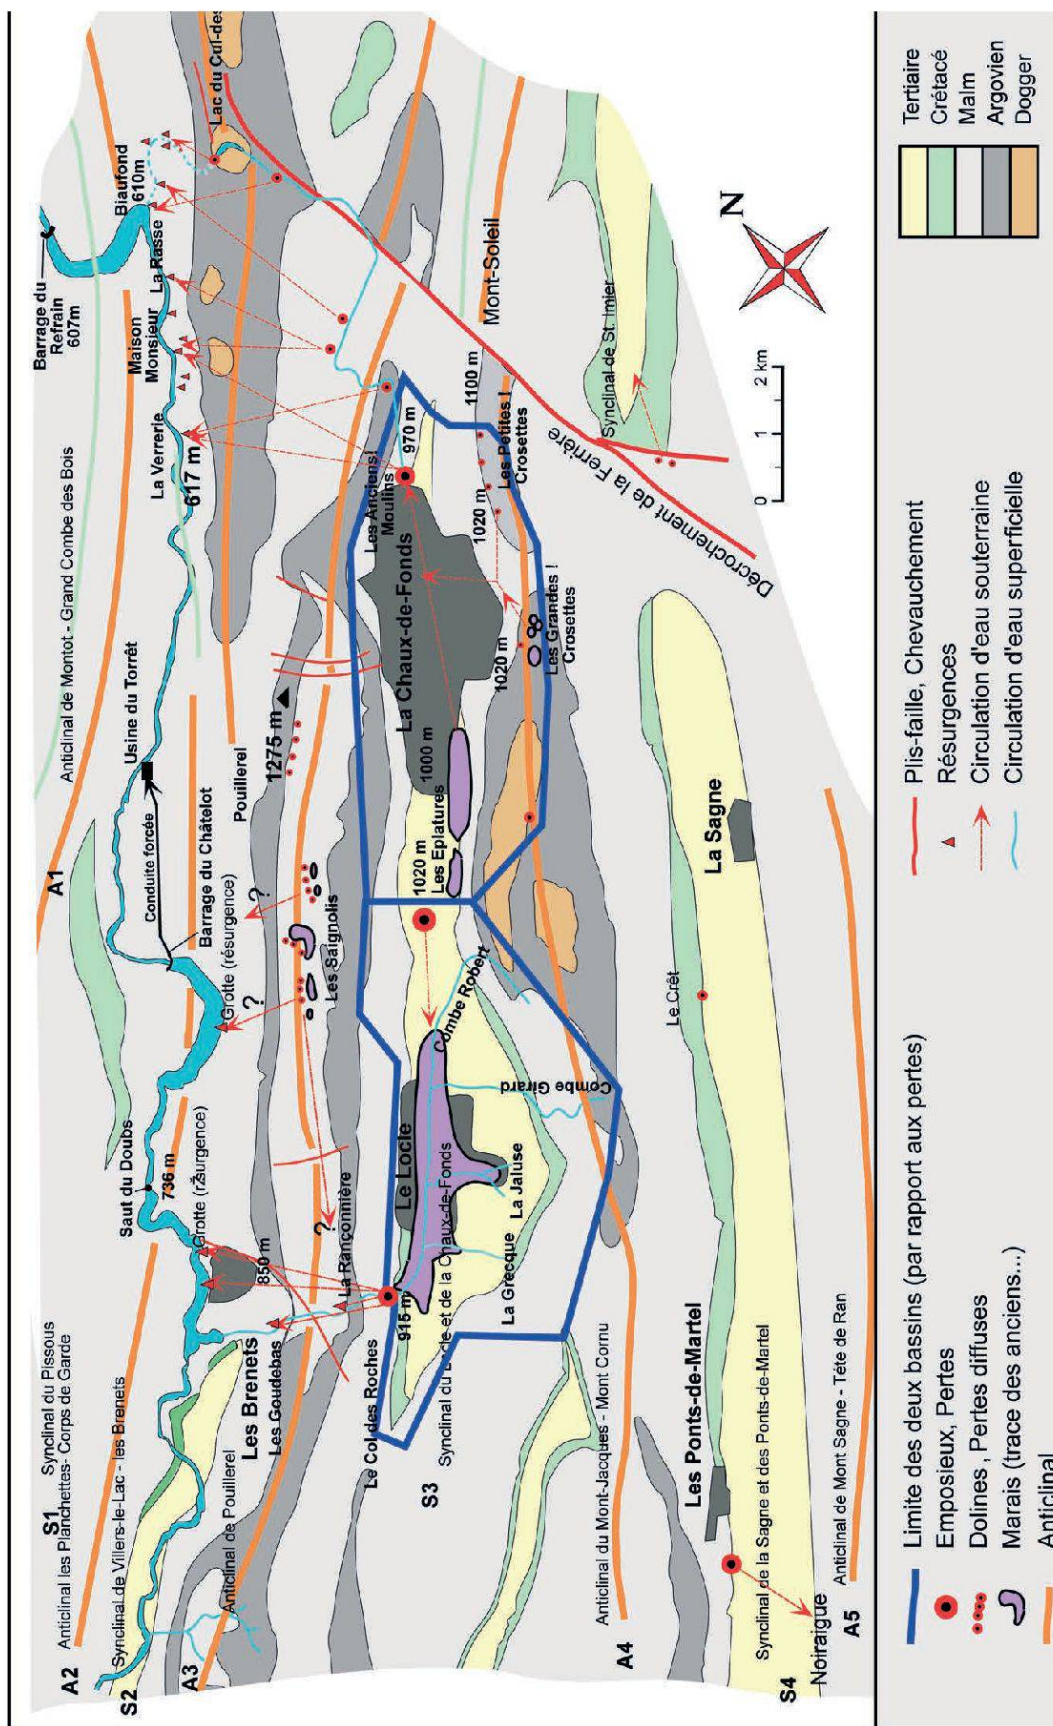 S1
Synclinal du Pissous
A2
Anticlinal les Planchettes- Corps de Garde
S2
Synclinal de Villers-le-Lac - les Brenets
A3
Anticlinal de Pouillerel
A1
Anticlinal de Montot - Grand Combe des Bois
Barrage du
Refrain
607m
Biaufond
610m
Lac du Cul-des
La Rasse
Maison
Monsieur
La Verrerie
617 m
Usine du Torrêt
Conduite forcée
Barrage du Châtelot
Grotte (résurgence)
Saut du Doubs
736 m
850 m
Les Brenets
Les Goudebas
La Rançonnière
Pouillerel
1275 m
?
?
?
Les Saignolis
Le Col des Roches
915 m
Le Locle
S3
Synclinal du Locle et de la Chaux-de-Fonds
La Jaluse
La Grecque
Combe Girard
Combe Robert
1020 m
Les Eplatures
1000 m
La Chaux-de-Fonds
Les Anciens!
Moulins
970 m
1100 m
Les Petites !
Crosettes
1020 m
1020 m
Les Grandes !
Crosettes
Mont-Soleil
Synclinal de St. Imier
Décrochement de la Ferrière
N
0 1 2 km
A4
Anticlinal du Mont-Jacques - Mont Cornu
Le Crêt
La Sagne
Les Ponts-de-Martel
Synclinal de la Sagne et des Ponts-de-Martel
S4
Noiraigue
A5
Anticlinal de Mont Sagne - Tête de Rian
Limite des deux bassins (par rapport aux pertes)
Emposieux, Pertes
Dolines, Pertes diffuses
Marais (trace des anciens...)
Anticlinal
Plis-faille, Chevauchement
Résurgences
Circulation d'eau souterraine
Circulation d'eau superficielle
Tertiaire
Crétacé
Malm
Argovien
Dogger